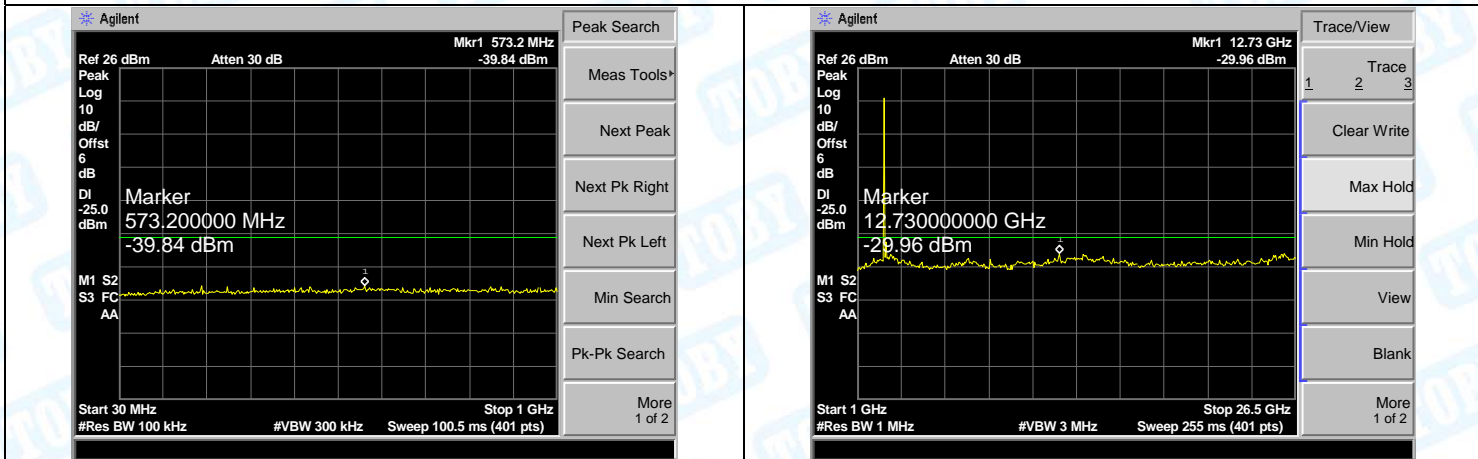 Agilent
Peak Search
Mkr1 573.2 MHz
Ref 26 dBm Atten 30 dB -39.84 dBm
Peak
Log
10
dB/
Offst
6
dB
DI
-25.0
dBm
Marker
573.200000 MHz
-39.84 dBm
1
M1 S2
S3 FC
AA
Start 30 MHz Stop 1 GHz
#Res BW 100 kHz #VBW 300 kHz Sweep 100.5 ms (401 pts)
Meas Tools
Next Peak
Next Pk Right
Next Pk Left
Min Search
Pk-Pk Search
More
1 of 2
Agilent
Trace/View
Mkr1 12.73 GHz
Ref 26 dBm Atten 30 dB -29.96 dBm
Peak
Log
10
dB/
Offst
6
dB
DI
-25.0
dBm
Marker
12.730000000 GHz
-29.96 dBm
1
M1 S2
S3 FC
AA
Start 1 GHz Stop 26.5 GHz
#Res BW 1 MHz #VBW 3 MHz Sweep 255 ms (401 pts)
Trace
1 2 3
Clear Write
Max Hold
Min Hold
View
Blank
More
1 of 2
TOBY